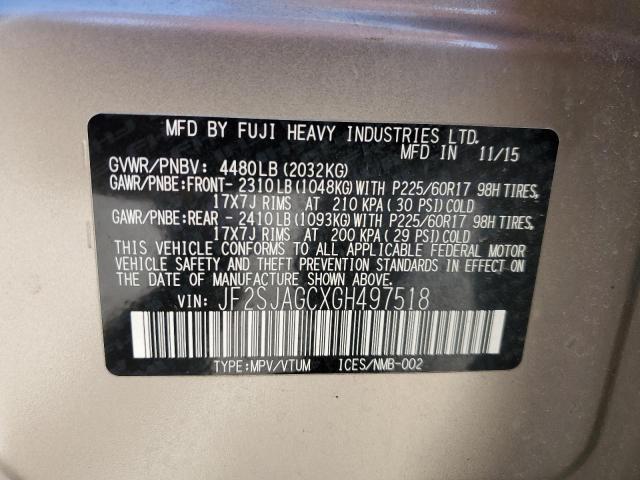 MFD BY FUJI HEAVY INDUSTRIES LTD.
MFD IN 11/15
GVWR/PNBV: 4480LB (2032KG)
GAWR/PNBE:FRONT- 2310LB (1048KG) WITH P225/60R17 98H TIRES,
17X7J RIMS AT 210 KPA (30 PSI) COLD
GAWR/PNBE:REAR - 2410LB (1093KG) WITH P225/60R17 98H TIRES,
17X7J RIMS AT 200 KPA (29 PSI) COLD
THIS VEHICLE CONFORMS TO ALL APPLICABLE FEDERAL MOTOR
VEHICLE SAFETY AND THEFT PREVENTION STANDARDS IN EFFECT ON
THE DATE OF MANUFACTURE SHOWN ABOVE.
VIN: JF2SJAGCXGH497518
TYPE:MPV/VTUM ICES/NMB-002